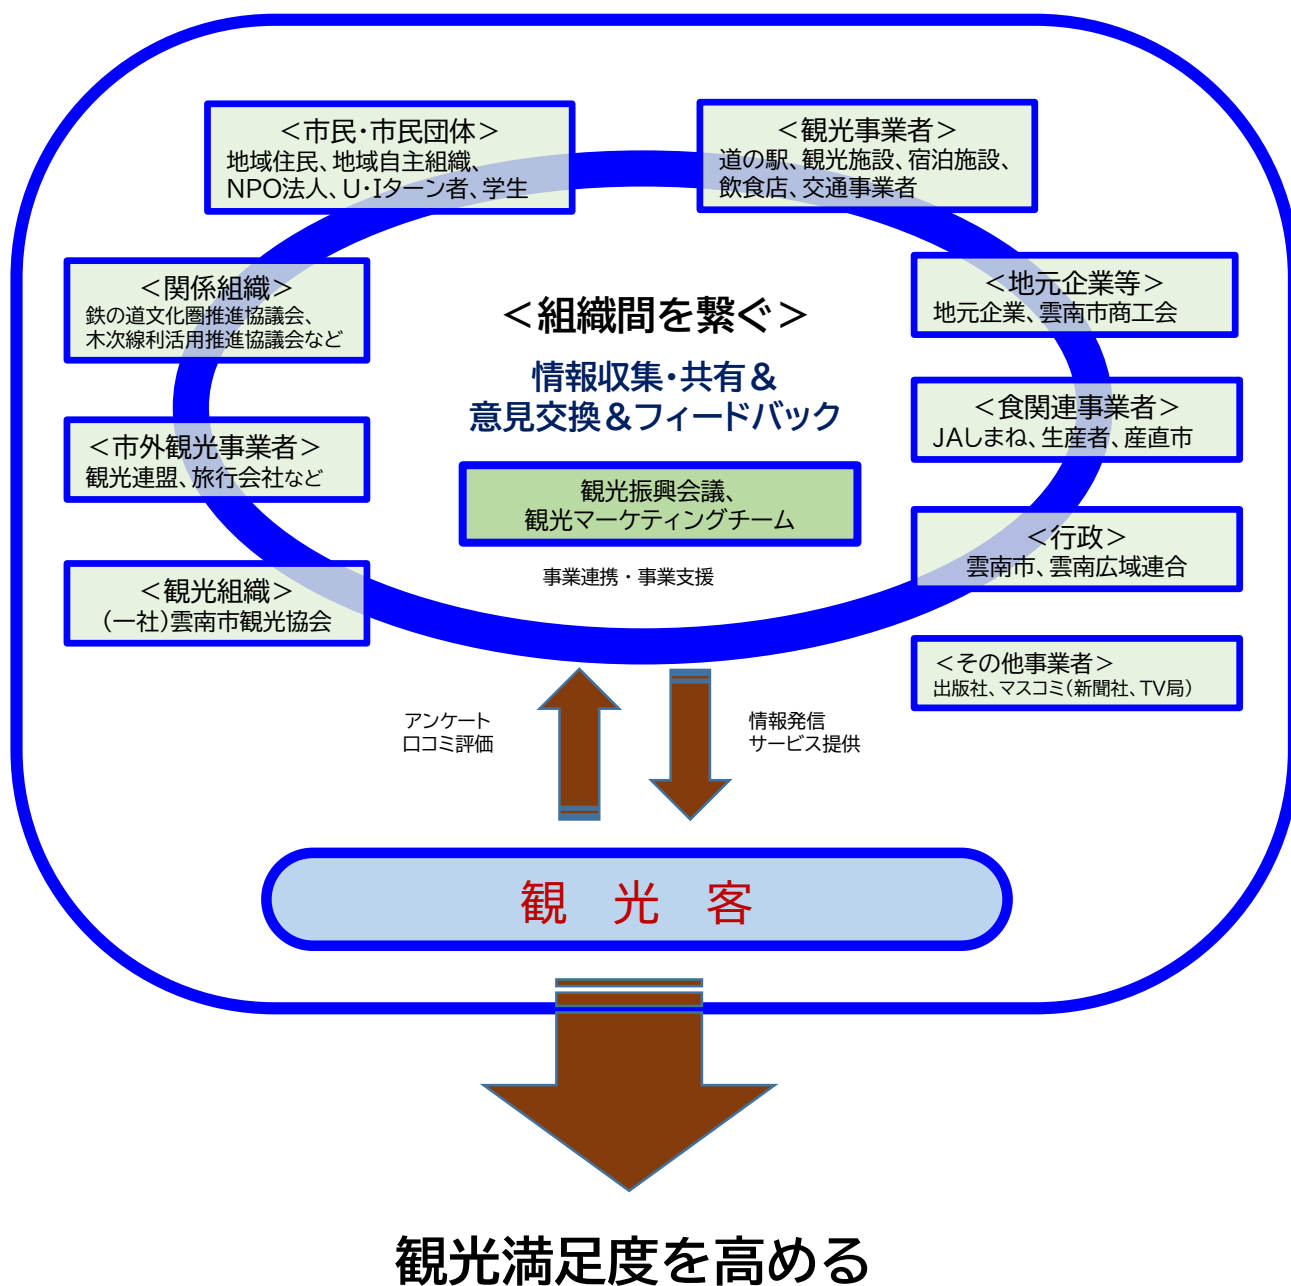 ＜市民・市民団体＞
地域住民、地域自主組織、
NPO法人、U・Iターン者、学生
＜観光事業者＞
道の駅、観光施設、宿泊施設、
飲食店、交通事業者
＜関係組織＞
鉄の道文化圏推進協議会、
木次線利活用推進協議会など
＜組織間を繋ぐ＞
情報収集・共有＆
意見交換＆フィードバック
＜地元企業等＞
地元企業、雲南市商工会
＜市外観光事業者＞
観光連盟、旅行会社など
＜食関連事業者＞
JAしまね、生産者、産直市
観光振興会議、
観光マーケティングチーム
事業連携・事業支援
＜行政＞
雲南市、雲南広域連合
＜観光組織＞
（一社）雲南市観光協会
＜その他事業者＞
出版社、マスコミ（新聞社、TV局）
アンケート
口コミ評価
情報発信
サービス提供
観　光　客
観光満足度を高める